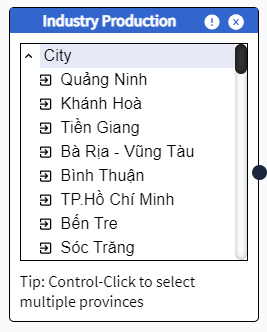 Industry Production
City
Quảng Ninh
Khánh Hoà
Tiền Giang
Bà Rịa - Vũng Tàu
Bình Thuận
TP.Hồ Chí Minh
Bến Tre
Sóc Trăng
Tip: Control-Click to select
multiple provinces